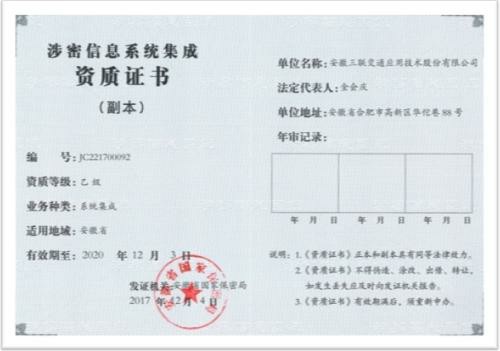 涉密信息系统集成
资质证书
（副本）
编 号：JC221700092
资质等级：乙级
业务种类：系统集成
适用地域：安徽省
有效期至：2020 年 12 月 3 日
发证机关：安徽省国家保密局
2017 年 12 月 4 日
安徽省国家保密局
单位名称：安徽三联交通应用技术股份有限公司
法定代表人：金会庆
单位地址：安徽省合肥市高新区华佗巷 88 号
年审记录：
年 月 日 年 月 日 年 月 日
说明：1.《资质证书》正本和副本具有同等法律效力。
2.《资质证书》不得伪造、涂改、出借、转让，
如发生丢失应及时向发证机关报告。
3.《资质证书》有效期满后，须重新申办。